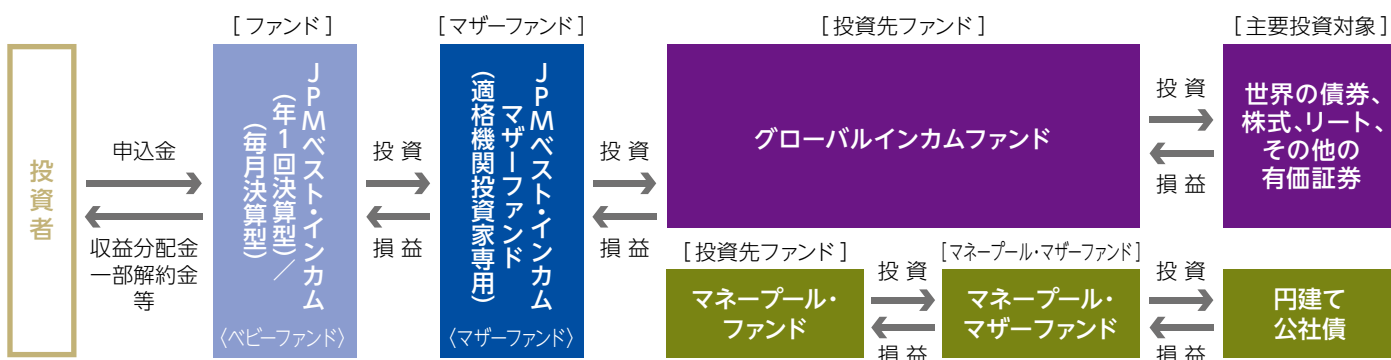 [ファンド]
[マザーファンド]
[投資先ファンド]
[主要投資対象]
投資者
申込金
収益分配金
一部解約金
等
JPMベスト・インカム
(年1回決算型)/
(毎月決算型)
〈ベビーファンド〉
投資
損益
JPMベスト・インカム
マザーファンド
(適格機関投資家専用)
〈マザーファンド〉
投資
損益
グローバルインカムファンド
投資
損益
世界の債券、
株式、リート、
その他の
有価証券
[投資先ファンド]
マネープール・
ファンド
投資
損益
[マネープール・マザーファンド]
マネープール・
マザーファンド
投資
損益
円建て
公社債